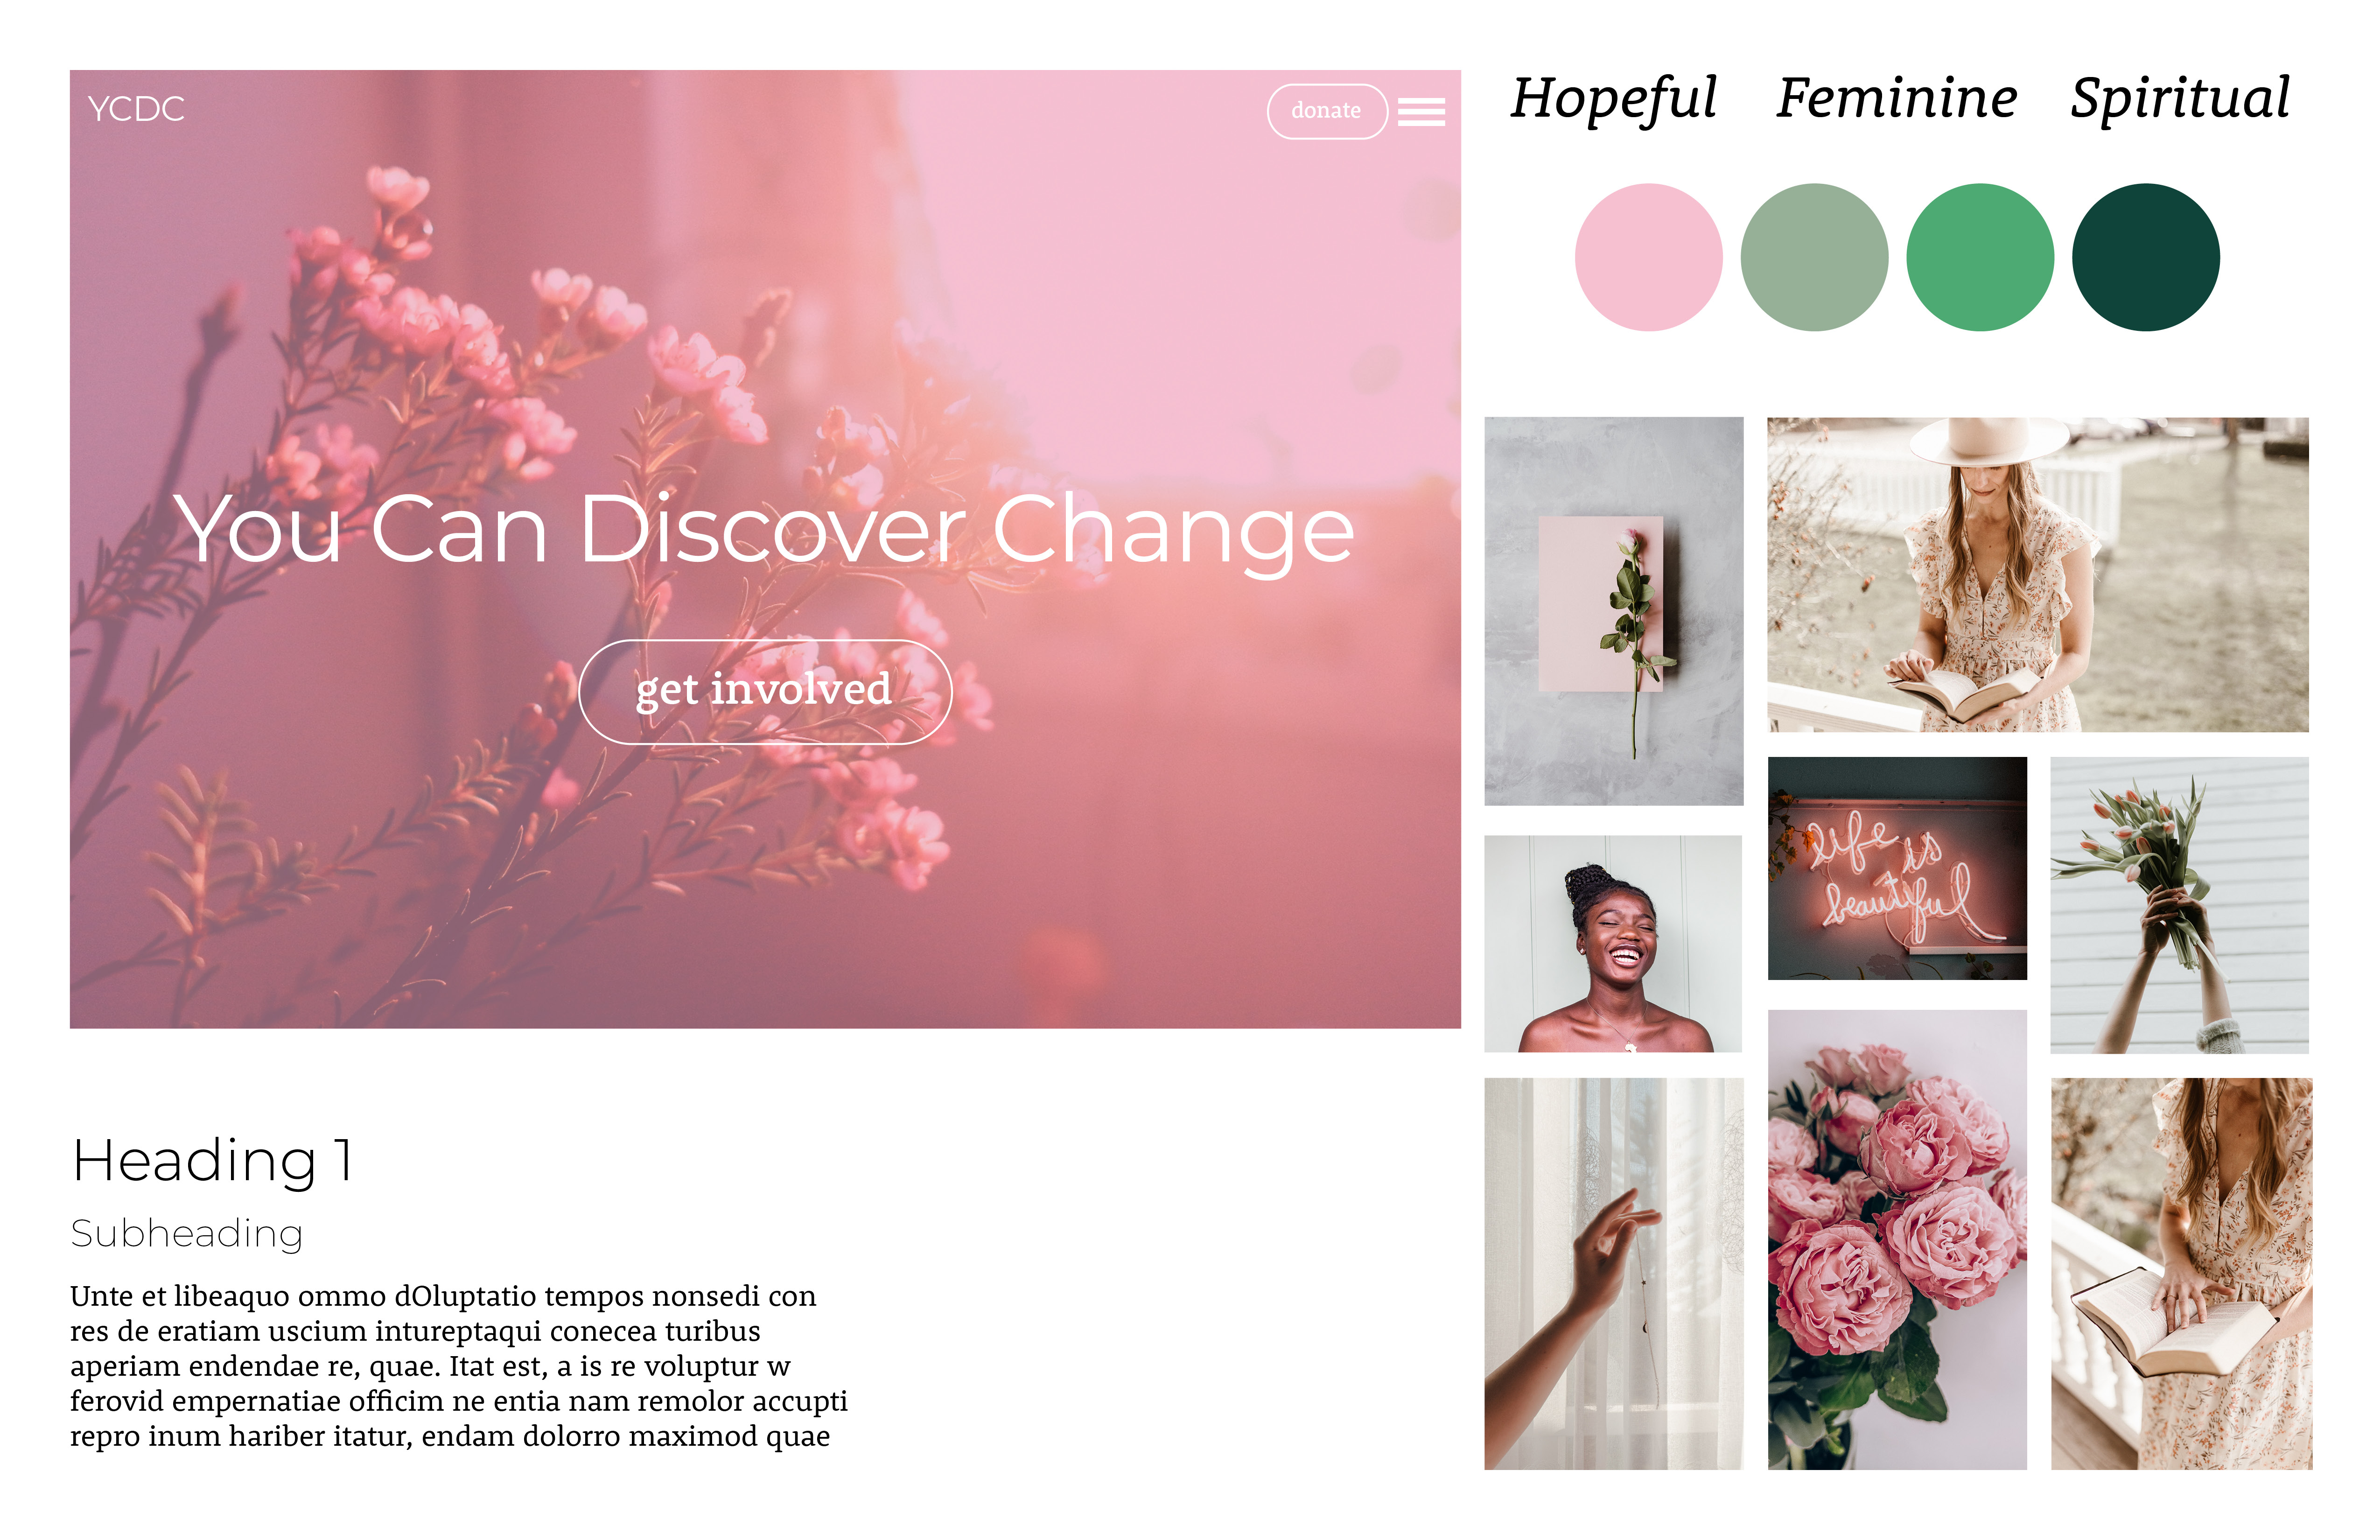 YCDC
donate
You Can Discover Change
get involved
Hopeful Feminine Spiritual
life is
beautiful
Heading 1
Subheading
Unte et libeaquo ommo dOluptatio tempos nonsedi con
res de eratiam uscium intureptaqui conecea turibus
aperiam endendae re, quae. Itat est, a is re voluptur w
ferovid empernatiae officim ne entia nam remolor accupti
repro inum hariber itatur, endam dolorro maximod quae